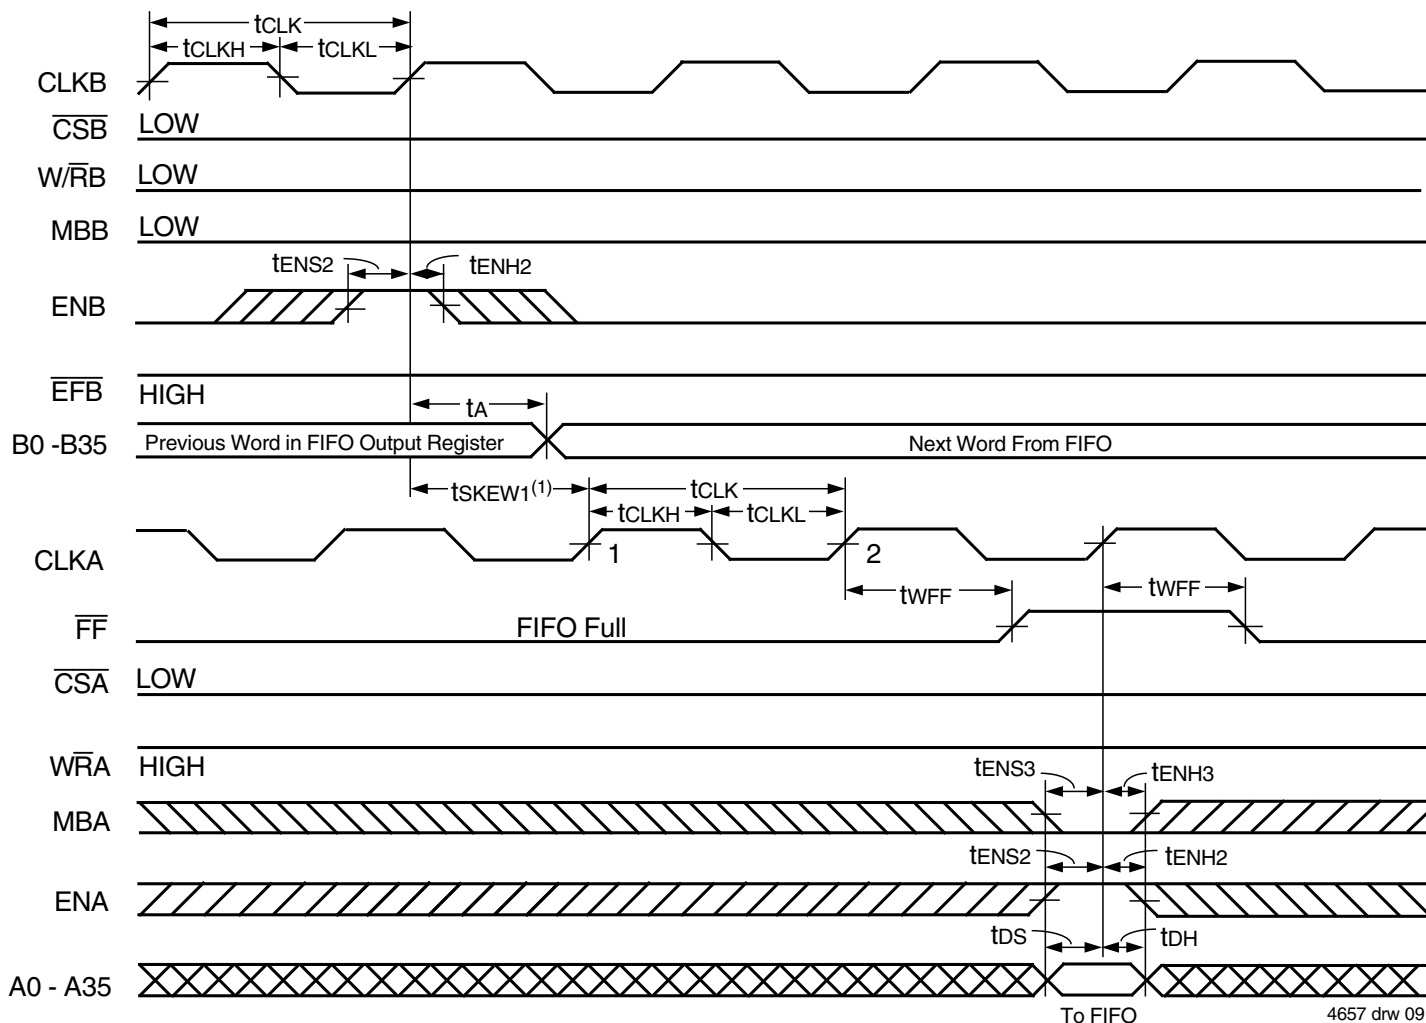 tCLK
tCLKH tCLKL
CLKB
CSB LOW
W/RB LOW
MBB LOW
tENS2 tENH2
ENB
EFB HIGH
tA
B0 -B35 Previous Word in FIFO Output Register Next Word From FIFO
tSKEW1(1) tCLK
tCLKH tCLKL
CLKA 1 2
tWFF tWFF
FF FIFO Full
CSA LOW
WRA HIGH
tENS3 tENH3
MBA
tENS2 tENH2
ENA
tDS tDH
A0 - A35
To FIFO
4657 drw 09